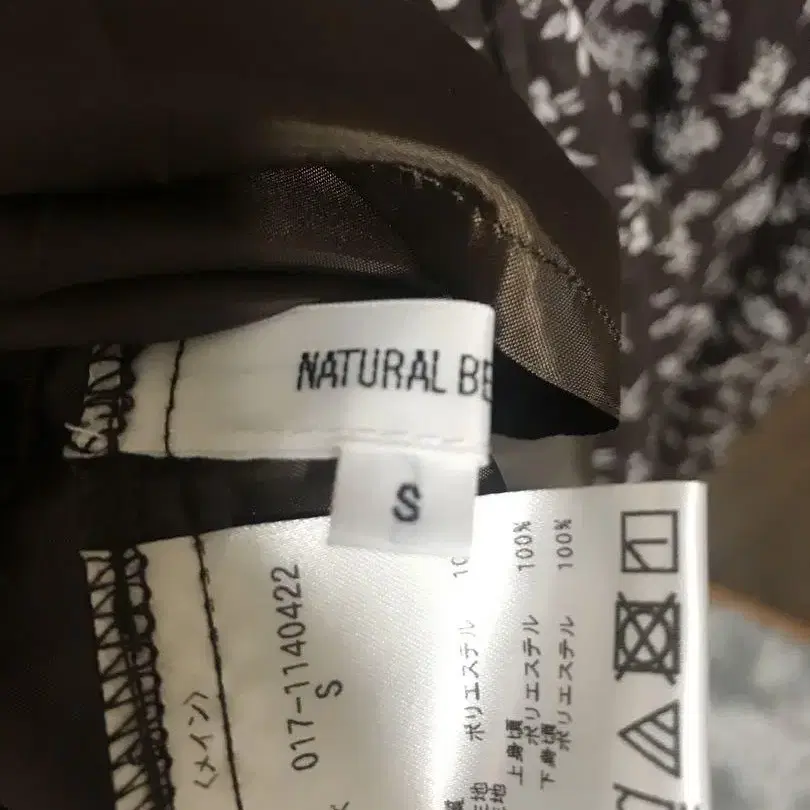 NATURAL BE
S
〈メイン〉
017-1140422
S
ポリエステル 10
上身頃
ポリエステル 100%
下身頃
ポリエステル 100%